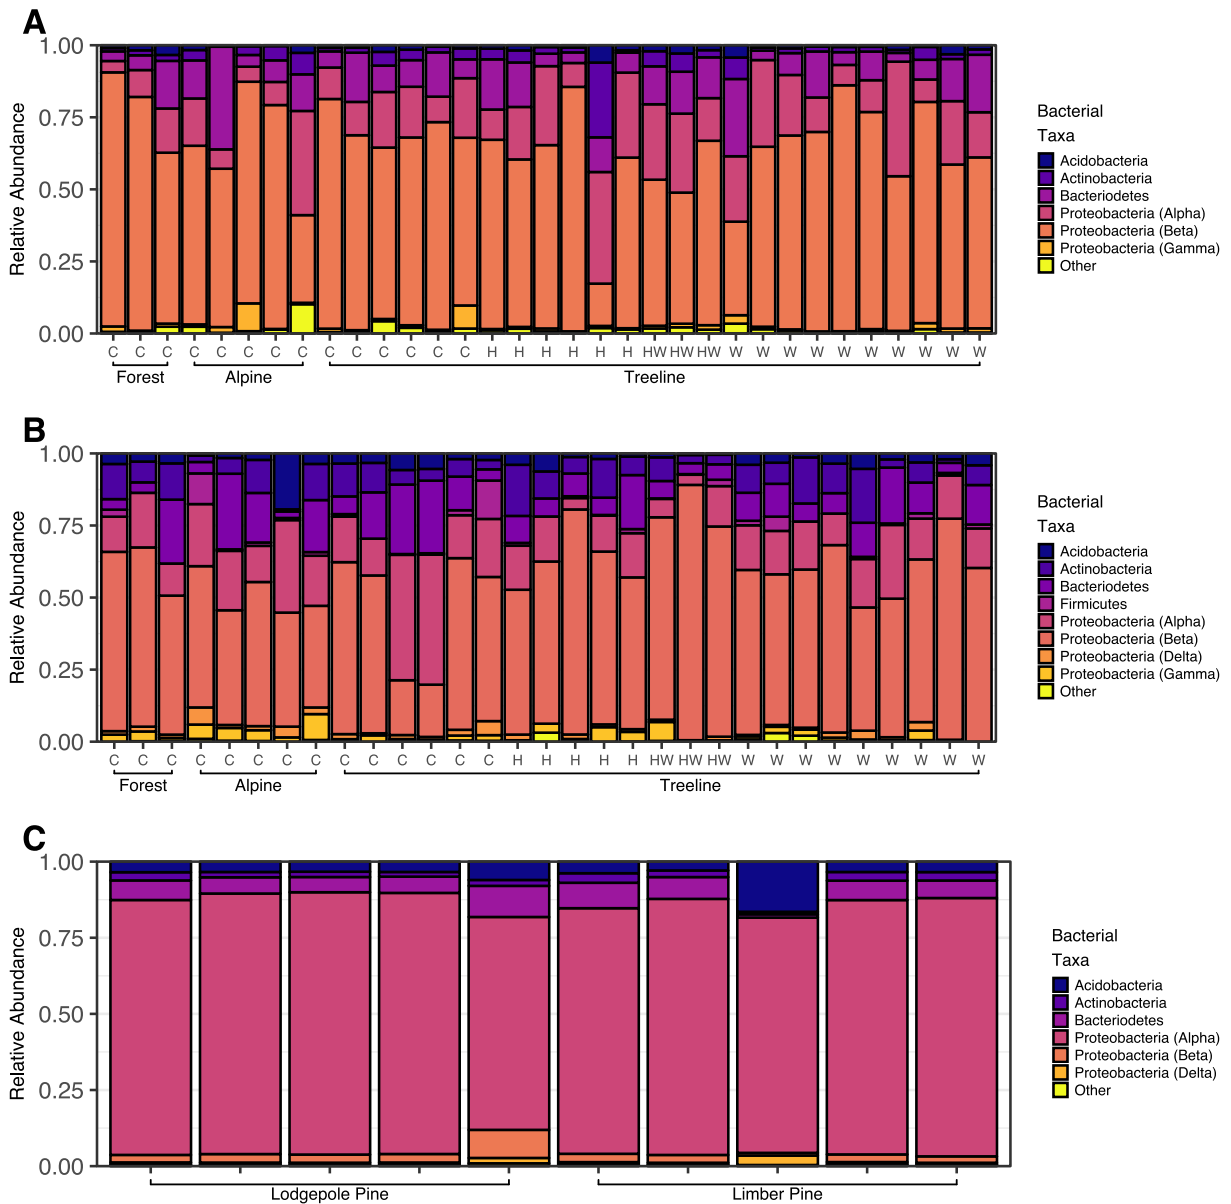 A
1.00
0.75
0.50
0.25
0.00
Relative Abundance
C C C C C C C C C C C C C C H H H H H H HW HW HW W W W W W W W W W W
Forest Alpine Treeline
Bacterial
Taxa
Acidobacteria
Actinobacteria
Bacteriodetes
Proteobacteria (Alpha)
Proteobacteria (Beta)
Proteobacteria (Gamma)
Other
B
1.00
0.75
0.50
0.25
0.00
Relative Abundance
C C C C C C C C C C C C C C H H H H H HW HW HW W W W W W W W W W
Forest Alpine Treeline
Bacterial
Taxa
Acidobacteria
Actinobacteria
Bacteriodetes
Firmicutes
Proteobacteria (Alpha)
Proteobacteria (Beta)
Proteobacteria (Delta)
Proteobacteria (Gamma)
Other
C
1.00
0.75
0.50
0.25
0.00
Relative Abundance
Lodgepole Pine Limber Pine
Bacterial
Taxa
Acidobacteria
Actinobacteria
Bacteriodetes
Proteobacteria (Alpha)
Proteobacteria (Beta)
Proteobacteria (Delta)
Other